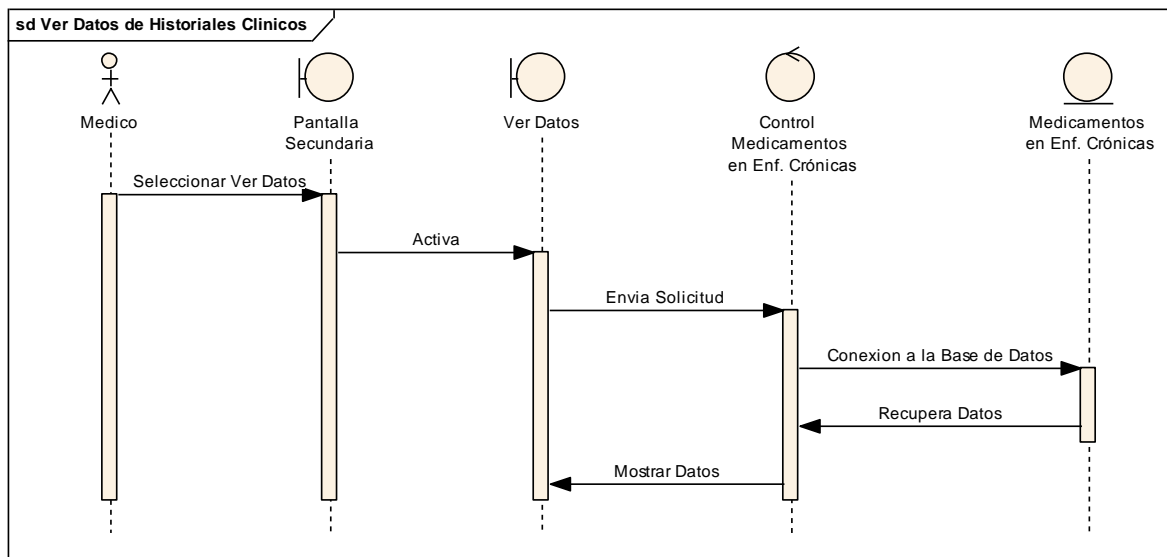 sd Ver Datos de Historiales Clinicos
Medico
Pantalla
Secundaria
Ver Datos
Control
Medicamentos
en Enf. Crónicas
Medicamentos
en Enf. Crónicas
Seleccionar Ver Datos
Activa
Envia Solicitud
Conexion a la Base de Datos
Recupera Datos
Mostrar Datos